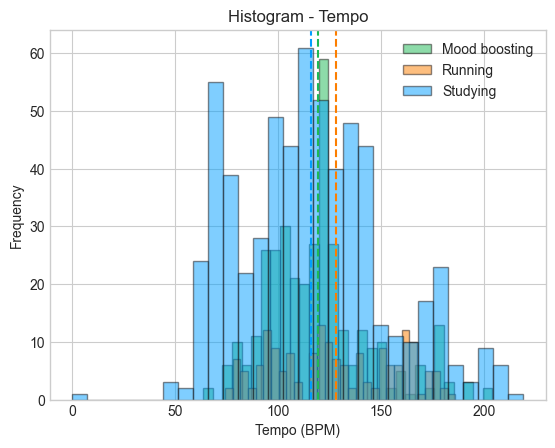 Histogram - Tempo
Mood boosting
Running
Studying
Frequency
60
50
40
30
20
10
0
0
50
100
150
200
Tempo (BPM)